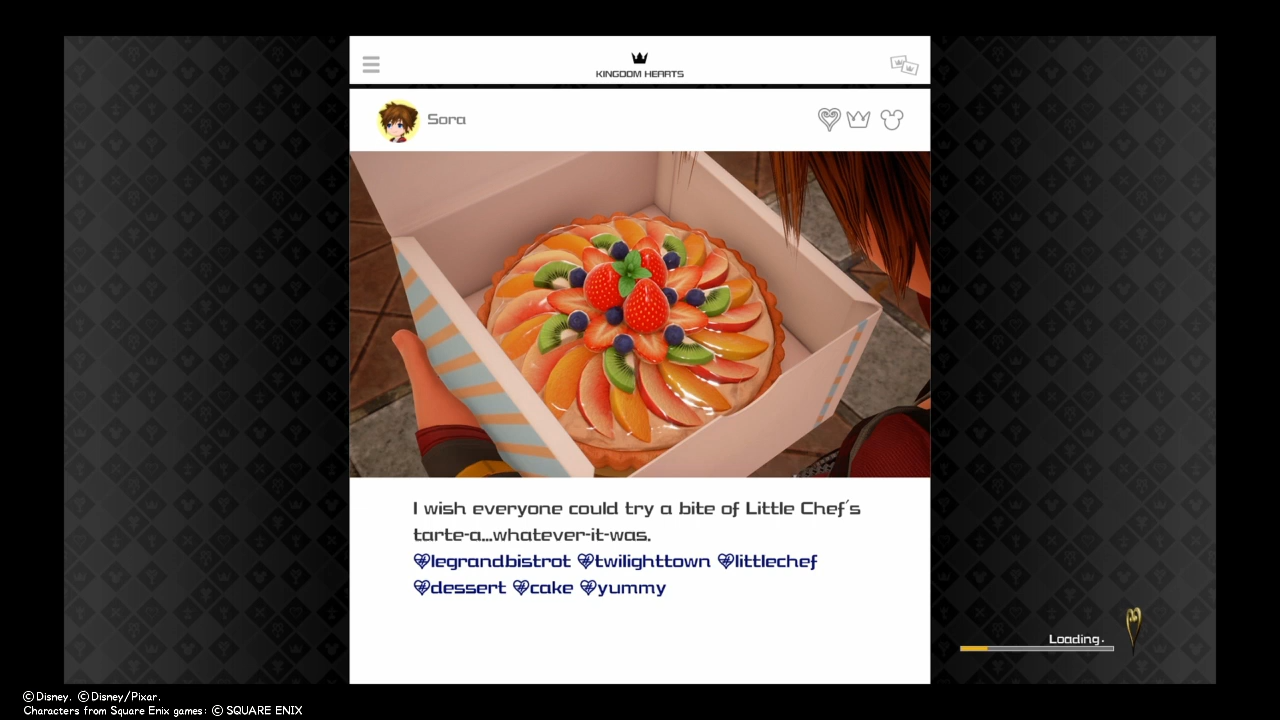 KINGDOM HEARTS
Sora
I wish everyone could try a bite of Little Chef's
tarte-a...whatever-it-was.
legrandbistrot twilighttown littlechef
dessert cake yummy
Loading.
©Disney. ©Disney/Pixar.
Characters from Square Enix games: © SQUARE ENIX